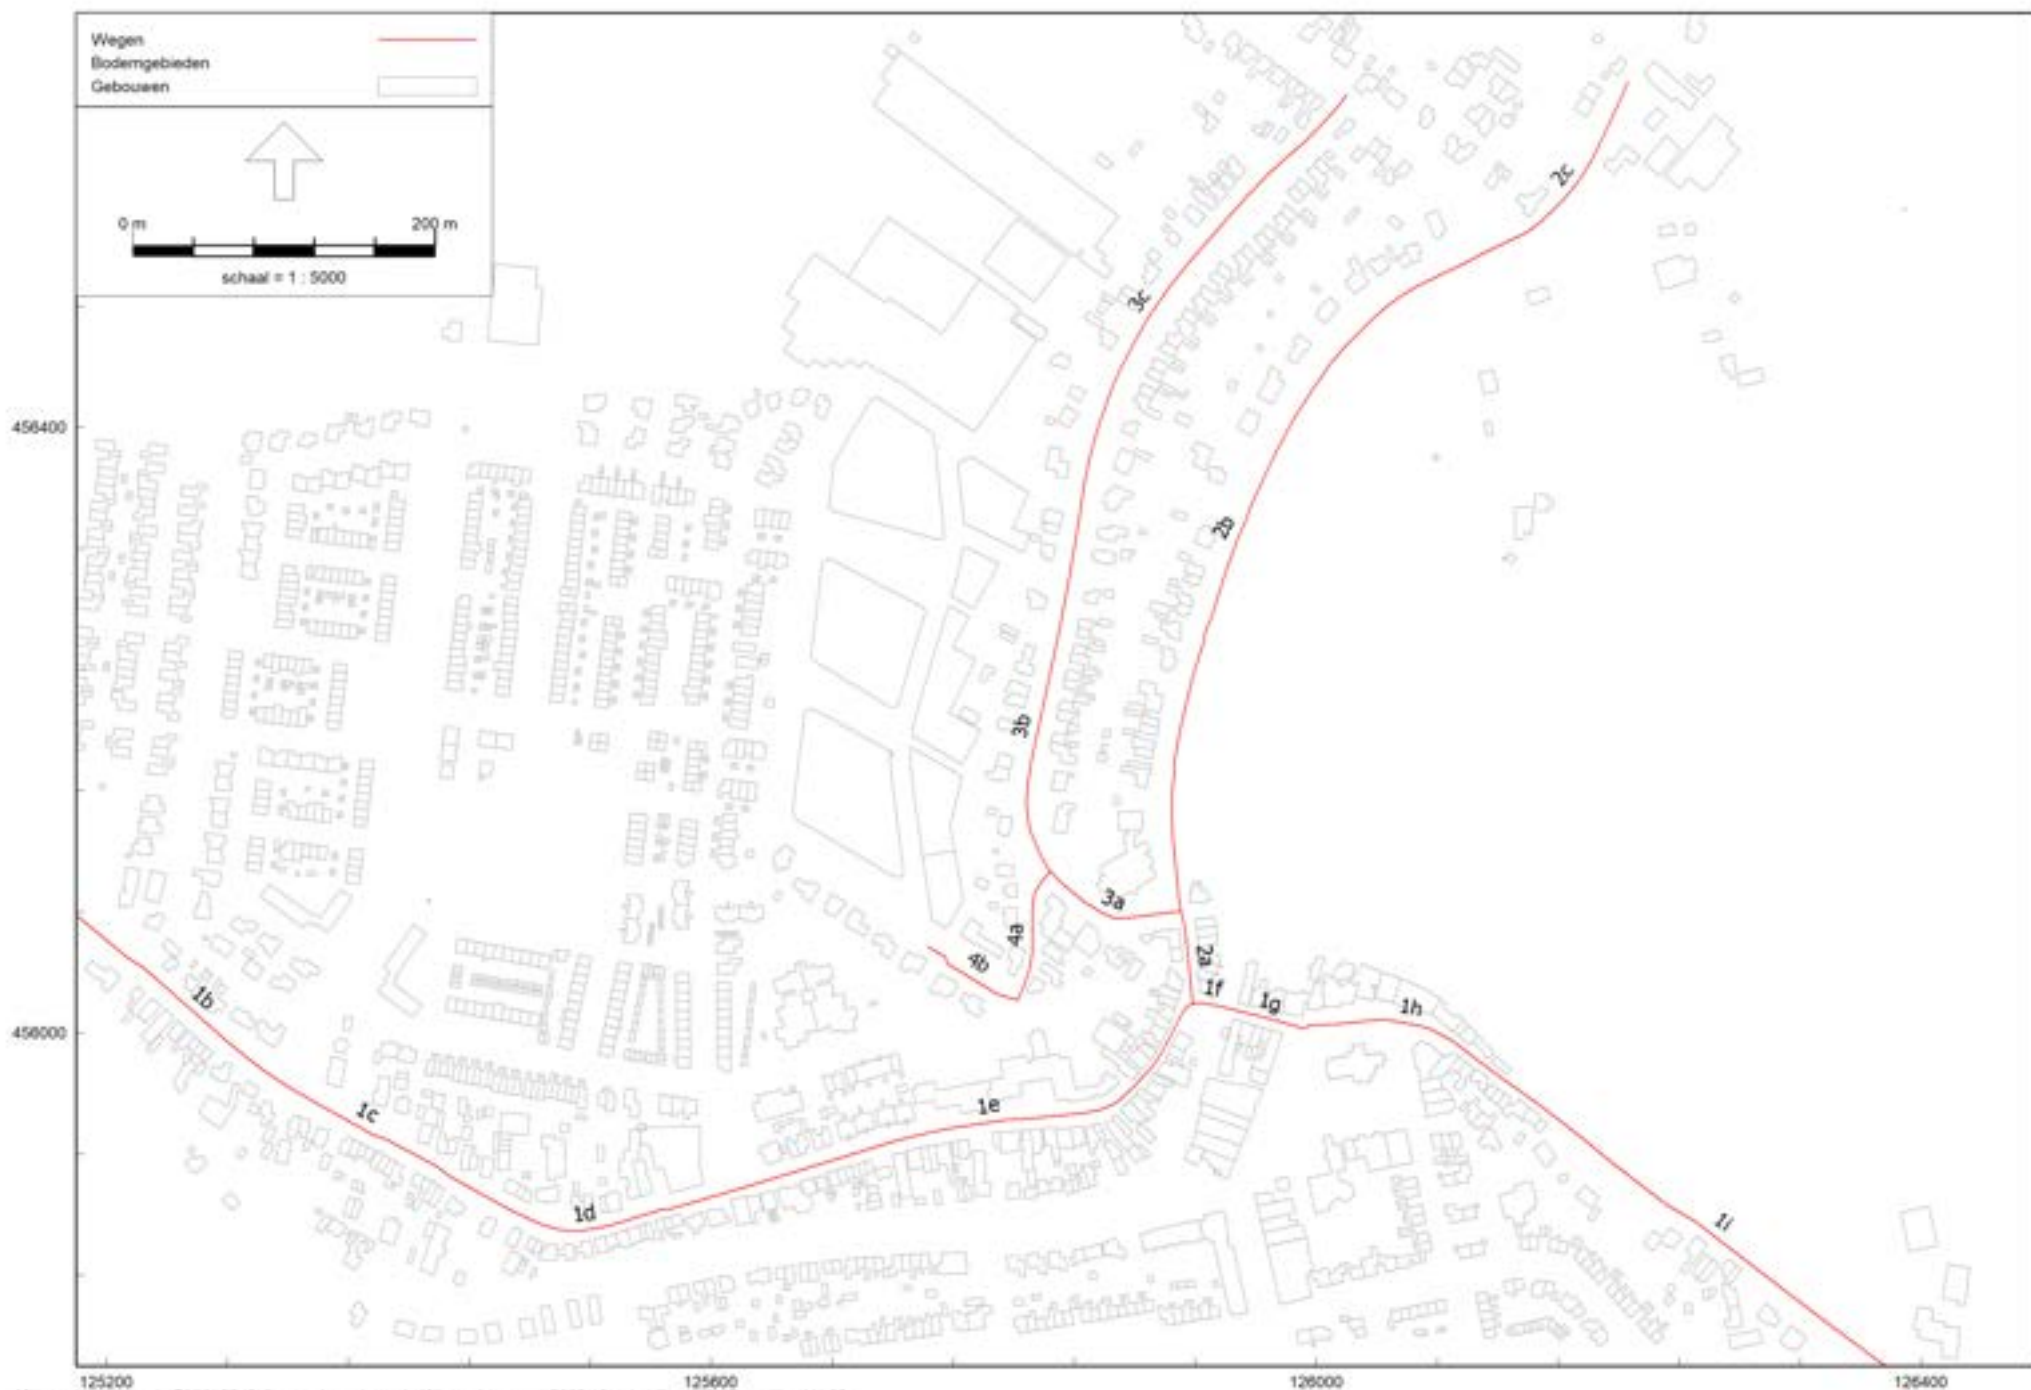 Wegen
Bodemgebieden
Gebouwen
0 m 200 m
schaal = 1 : 5000
2c
3c
456400
2b
3b
3a
4a
2a
4b
1f
1g
1h
1b
456000
1c
1e
1d
1i
125200 125600 126000 126400